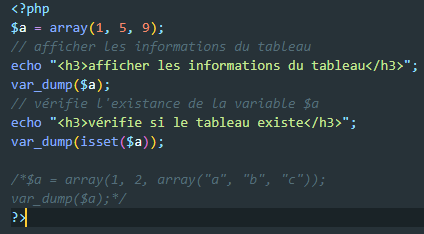 <?php
$a = array(1, 5, 9);
// afficher les informations du tableau
echo "<h3>afficher les informations du tableau</h3>";
var_dump($a);
// vérifie l'existance de la variable $a
echo "<h3>vérifie si le tableau existe</h3>";
var_dump(isset($a));
/*$a = array(1, 2, array("a", "b", "c"));
var_dump($a);*/
?>